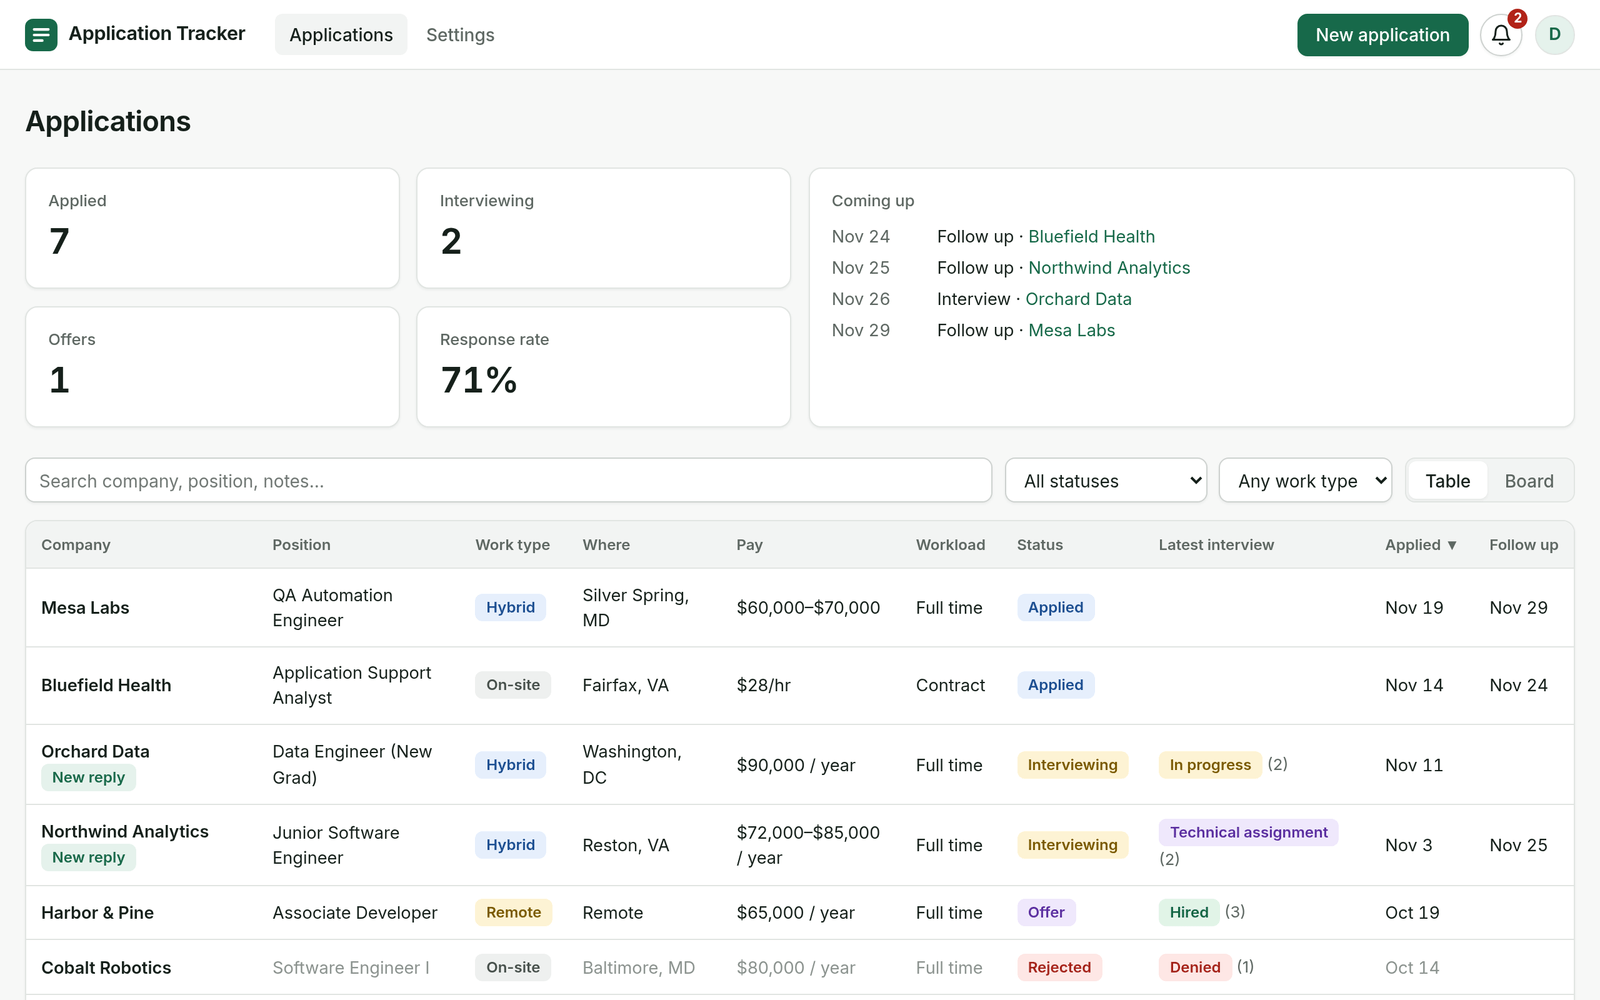 Application Tracker
Applications
Settings
New application
2
D
Applications
Applied
7
Interviewing
2
Offers
1
Response rate
71%
Coming up
Nov 24 Follow up · Bluefield Health
Nov 25 Follow up · Northwind Analytics
Nov 26 Interview · Orchard Data
Nov 29 Follow up · Mesa Labs
Search company, position, notes...
All statuses
Any work type
Table
Board
Company Position Work type Where Pay Workload Status Latest interview Applied ▼ Follow up
Mesa Labs
QA Automation
Engineer
Hybrid
Silver Spring,
MD
$60,000–$70,000
Full time
Applied
Nov 19
Nov 29
Bluefield Health
Application Support
Analyst
On-site
Fairfax, VA
$28/hr
Contract
Applied
Nov 14
Nov 24
Orchard Data
New reply
Data Engineer (New
Grad)
Hybrid
Washington,
DC
$90,000 / year
Full time
Interviewing
In progress (2)
Nov 11
Northwind Analytics
New reply
Junior Software
Engineer
Hybrid
Reston, VA
$72,000–$85,000
/ year
Full time
Interviewing
Technical assignment
(2)
Nov 3
Nov 25
Harbor & Pine
Associate Developer
Remote
Remote
$65,000 / year
Full time
Offer
Hired (3)
Oct 19
Cobalt Robotics
Software Engineer I
On-site
Baltimore, MD
$80,000 / year
Full time
Rejected
Denied (1)
Oct 14